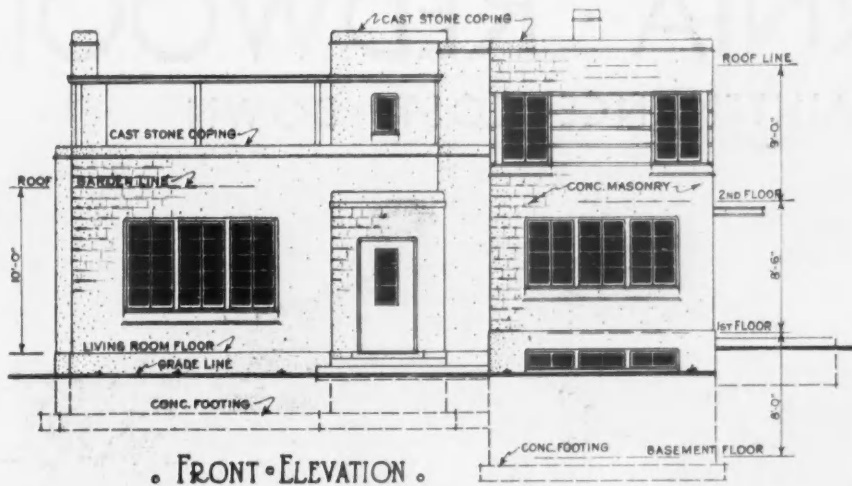 CAST STONE COPING
ROOF LINE
CAST STONE COPING
9'-0"
ROOF
GARDEN LINE
CONC. MASONRY
2ND FLOOR
10'-0"
8'-6"
1ST FLOOR
LIVING ROOM FLOOR
GRADE LINE
8'-0"
CONC. FOOTING
CONC. FOOTING
BASEMENT FLOOR
FRONT ELEVATION